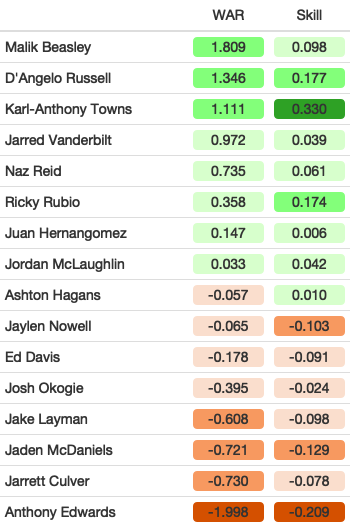 WAR Skill
Malik Beasley 1.809 0.098
D'Angelo Russell 1.346 0.177
Karl-Anthony Towns 1.111 0.330
Jarred Vanderbilt 0.972 0.039
Naz Reid 0.735 0.061
Ricky Rubio 0.358 0.174
Juan Hernangomez 0.147 0.006
Jordan McLaughlin 0.033 0.042
Ashton Hagans -0.057 0.010
Jaylen Nowell -0.065 -0.103
Ed Davis -0.178 -0.091
Josh Okogie -0.395 -0.024
Jake Layman -0.608 -0.098
Jaden McDaniels -0.721 -0.129
Jarrett Culver -0.730 -0.078
Anthony Edwards -1.998 -0.209